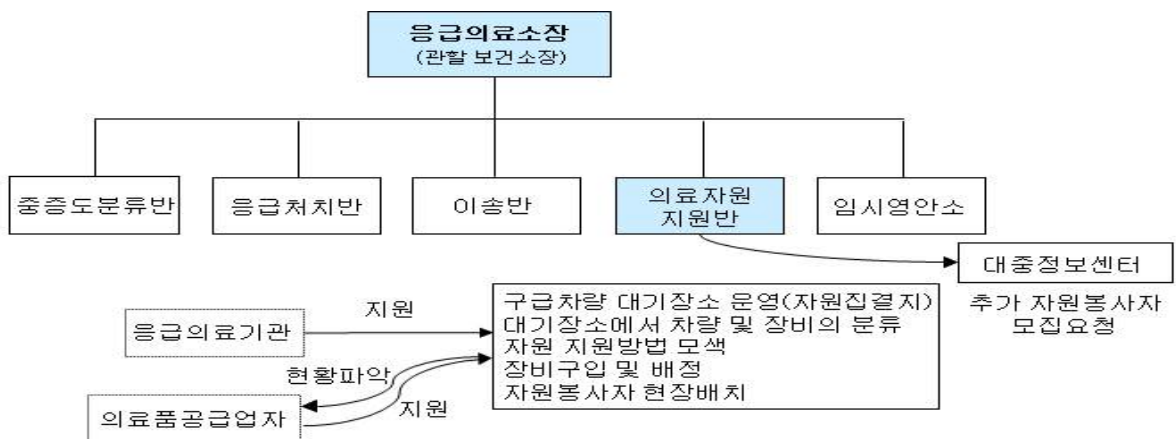 응급의료소장
(관할 보건소장)
중증도분류반
응급처치반
이송반
의료자원
지원반
임시영안소
대중정보센터
추가 자원봉사자
모집요청
응급의료기관
지원
구급차량 대기장소 운영(자원집결지)
대기장소에서 차량 및 장비의 분류
자원 지원방법 모색
장비구입 및 배정
자원봉사자 현장배치
현황파악
의료품공급업자
지원